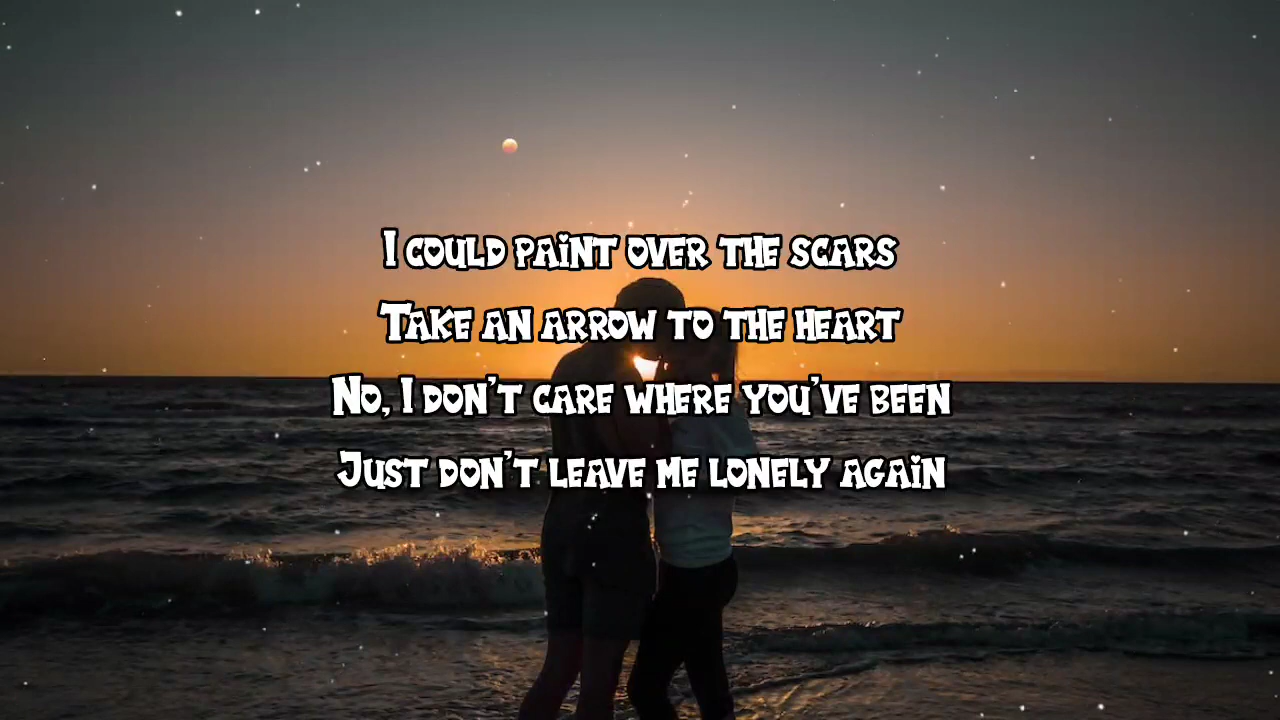 I could paint over the scars
Take an arrow to the heart
No, I don't care where you've been
Just don't leave me lonely again